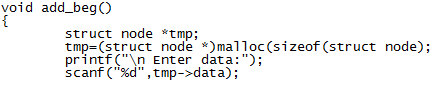 void add_beg()
{
struct node *tmp;
tmp=(struct node *)malloc(sizeof(struct node);
printf("\n Enter data:");
scanf("%d",tmp->data);